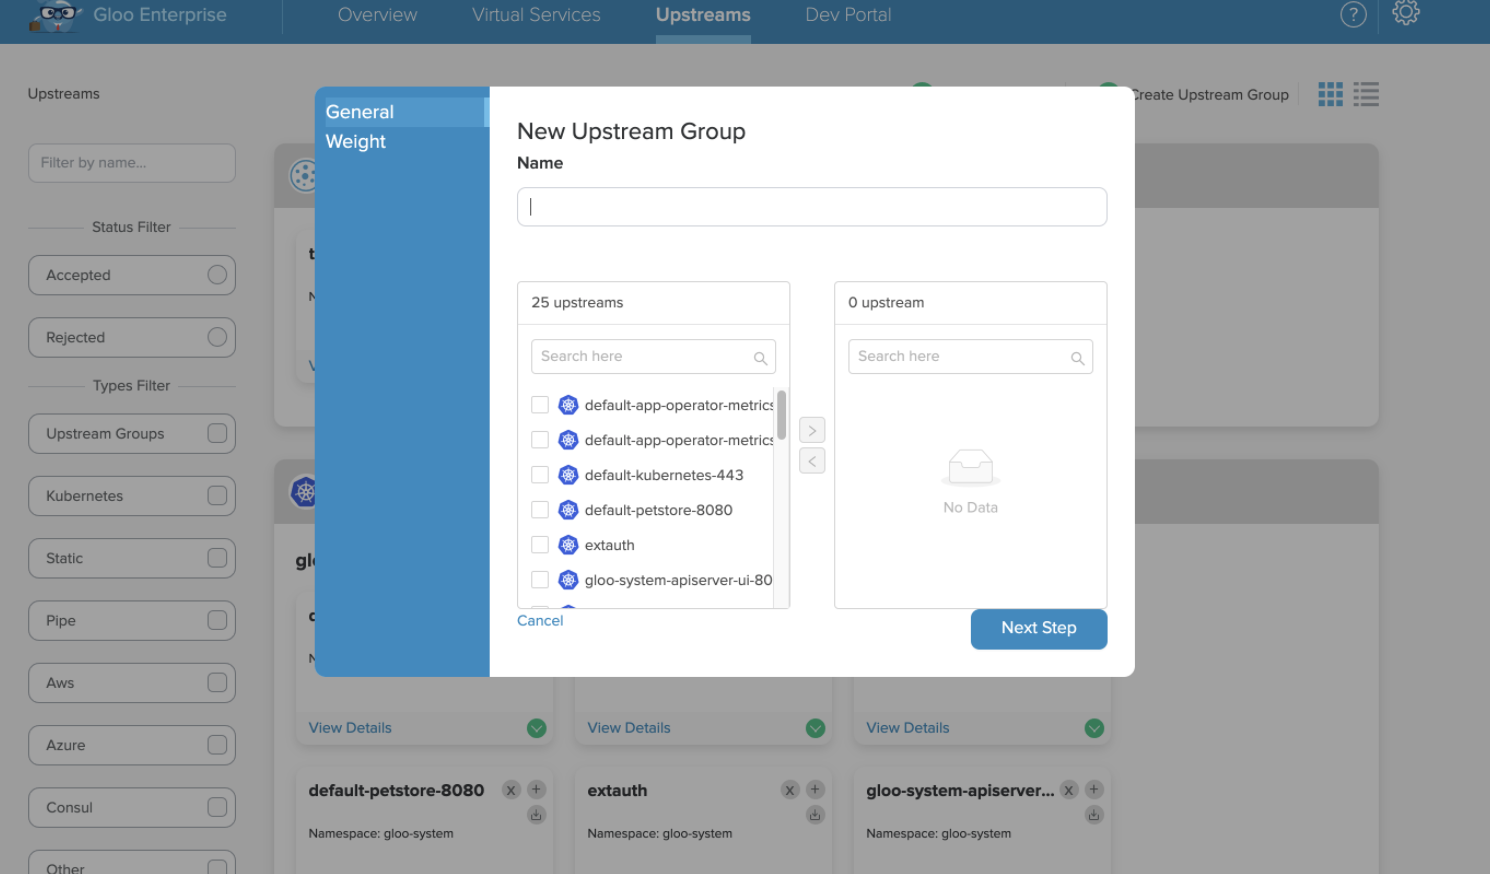 Gloo Enterprise
Overview
Virtual Services
Upstreams
Dev Portal
?
Upstreams
Create Upstream Group
Filter by name...
Status Filter
Accepted
Rejected
Types Filter
Upstream Groups
Kubernetes
Static
Pipe
Aws
Azure
Consul
Other
General
Weight
New Upstream Group
Name
25 upstreams
Search here
default-app-operator-metrics
default-app-operator-metrics
default-kubernetes-443
default-petstore-8080
extauth
gloo-system-apiserver-ui-80
>
<
0 upstream
Search here
No Data
Cancel
Next Step
View Details
View Details
View Details
default-petstore-8080
x +
Namespace: gloo-system
extauth
x +
Namespace: gloo-system
gloo-system-apiserver...
x +
Namespace: gloo-system